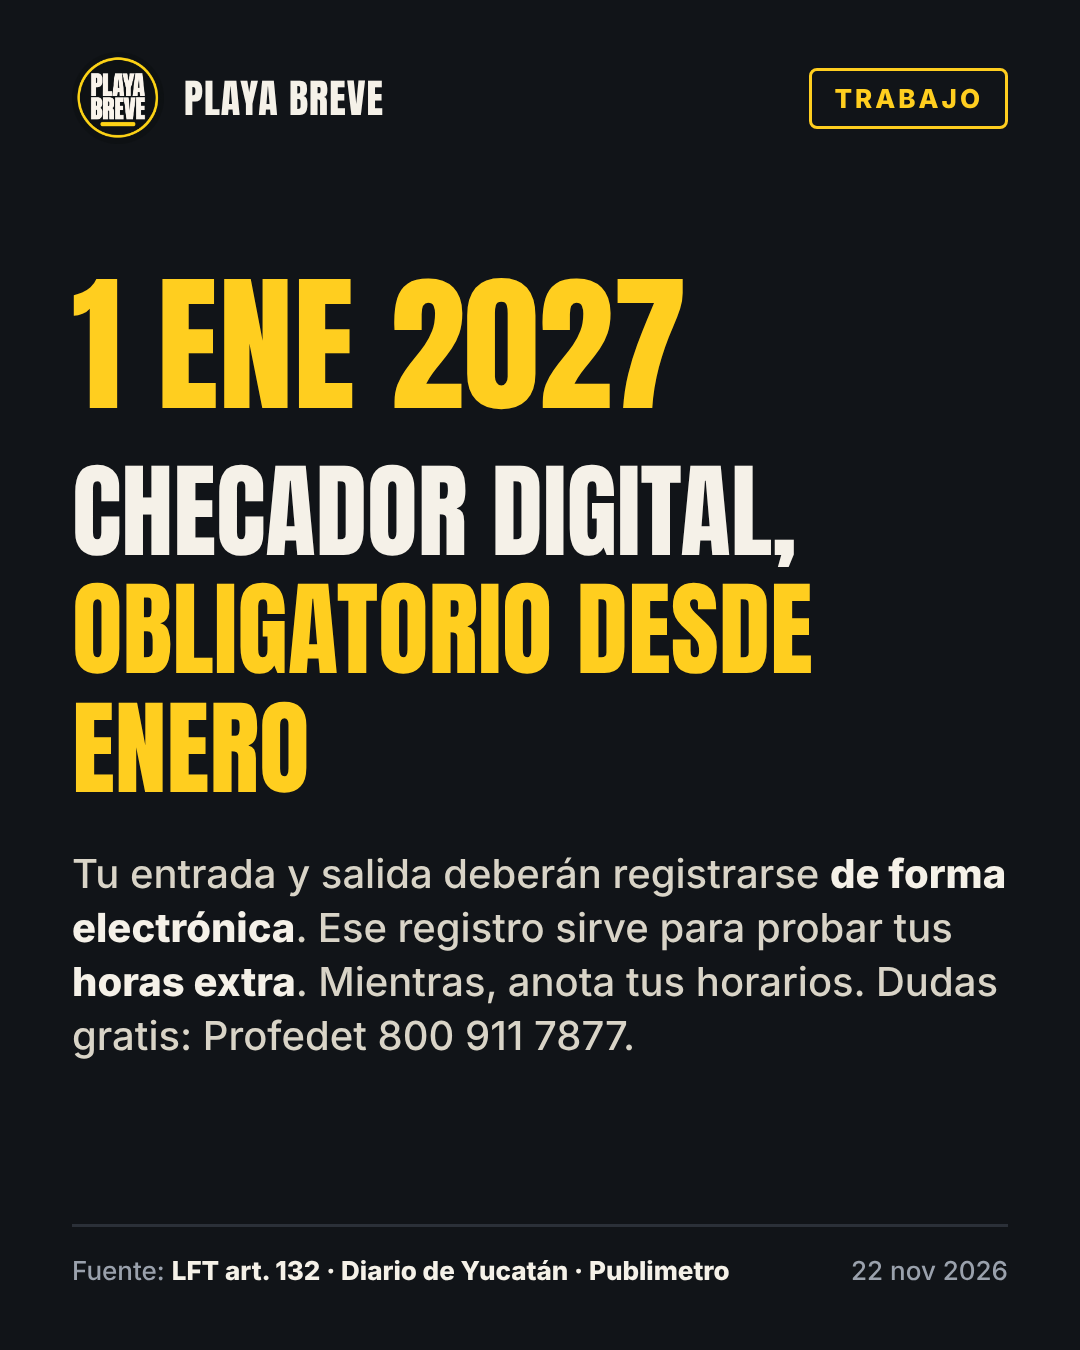 PLAYA
BREVE
PLAYA BREVE
TRABAJO
1 ENE 2027
CHECADOR DIGITAL,
OBLIGATORIO DESDE
ENERO
Tu entrada y salida deberán registrarse de forma
electrónica. Ese registro sirve para probar tus
horas extra. Mientras, anota tus horarios. Dudas
gratis: Profedet 800 911 7877.
Fuente: LFT art. 132 · Diario de Yucatán · Publimetro
22 nov 2026